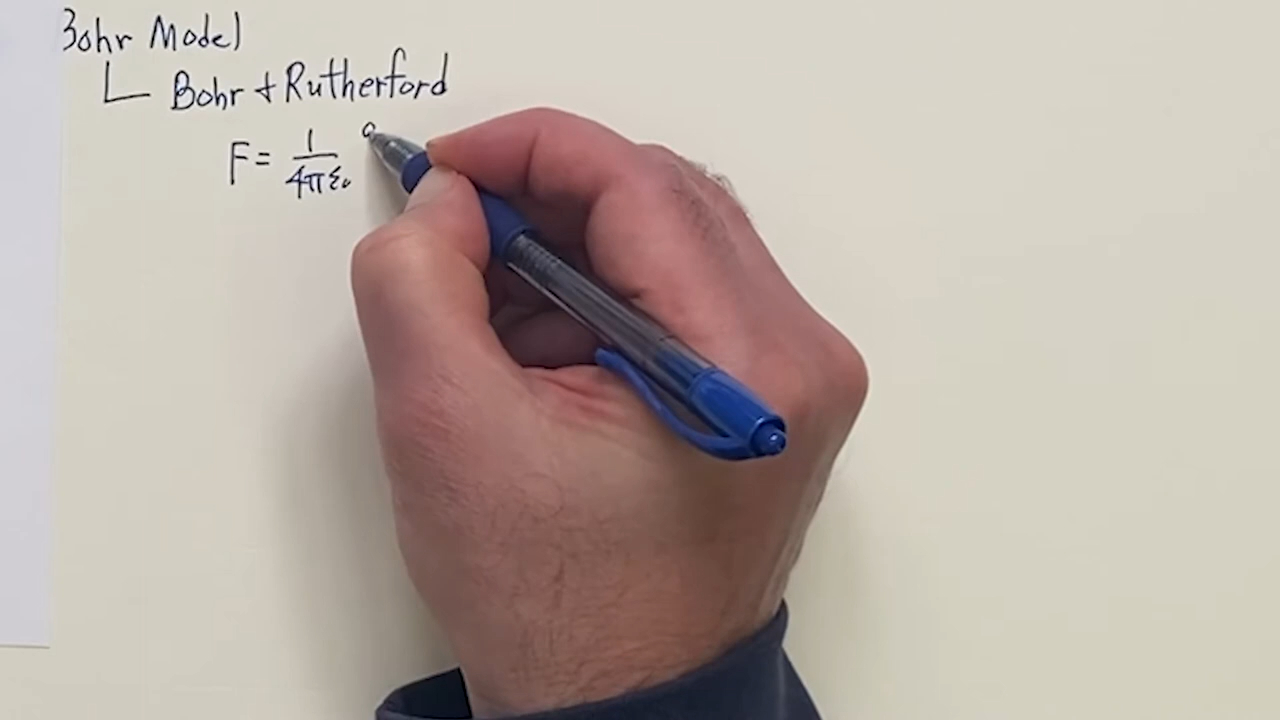 Bohr Model
Bohr + Rutherford
F = 1/4πε₀